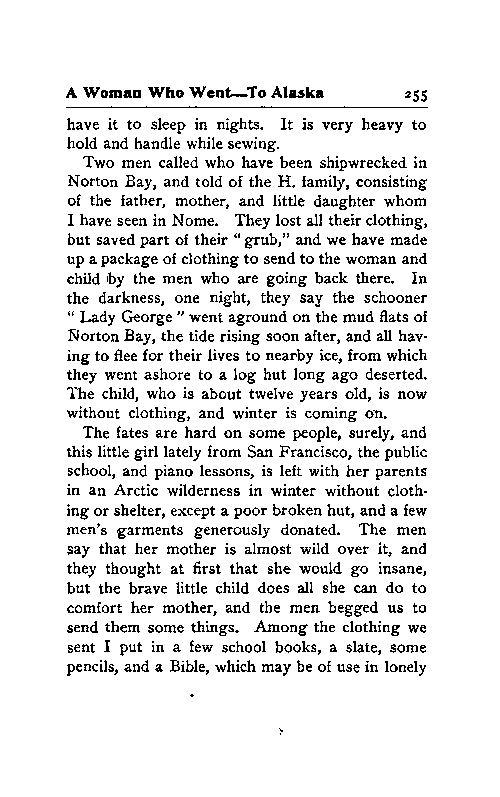 A Woman Who Went—To Alaska 255
have it to sleep in nights. It is very heavy to
hold and handle while sewing.
Two men called who have been shipwrecked in
Norton Bay, and told of the H. family, consisting
of the father, mother, and little daughter whom
I have seen in Nome. They lost all their clothing,
but saved part of their “ grub,” and we have made
up a package of clothing to send to the woman and
child by the men who are going back there. In
the darkness, one night, they say the schooner
“ Lady George ” went aground on the mud flats of
Norton Bay, the tide rising soon after, and all hav-
ing to flee for their lives to nearby ice, from which
they went ashore to a log hut long ago deserted.
The child, who is about twelve years old, is now
without clothing, and winter is coming on.
The fates are hard on some people, surely, and
this little girl lately from San Francisco, the public
school, and piano lessons, is left with her parents
in an Arctic wilderness in winter without cloth-
ing or shelter, except a poor broken hut, and a few
men’s garments generously donated. The men
say that her mother is almost wild over it, and
they thought at first that she would go insane,
but the brave little child does all she can do to
comfort her mother, and the men begged us to
send them some things. Among the clothing we
sent I put in a few school books, a slate, some
pencils, and a Bible, which may be of use in lonely